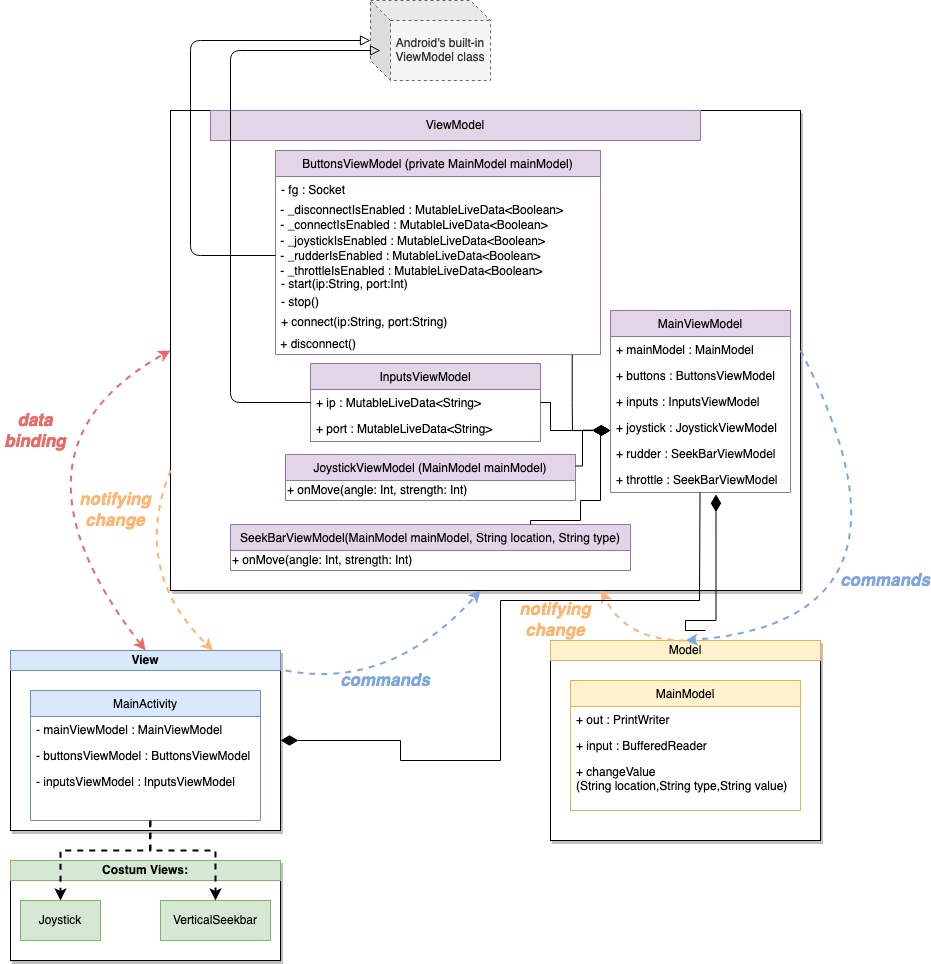 Android's built-in
ViewModel class
ViewModel
ButtonsViewModel (private MainModel mainModel)
- fg : Socket
- _disconnectIsEnabled : MutableLiveData<Boolean>
- _connectIsEnabled : MutableLiveData<Boolean>
- _joystickIsEnabled : MutableLiveData<Boolean>
- _rudderIsEnabled : MutableLiveData<Boolean>
- _throttleIsEnabled : MutableLiveData<Boolean>
- start(ip:String, port:Int)
- stop()
+ connect(ip:String, port:String)
+ disconnect()
MainViewModel
+ mainModel : MainModel
+ buttons : ButtonsViewModel
+ inputs : InputsViewModel
+ joystick : JoystickViewModel
+ rudder : SeekBarViewModel
+ throttle : SeekBarViewModel
InputsViewModel
+ ip : MutableLiveData<String>
+ port : MutableLiveData<String>
JoystickViewModel (MainModel mainModel)
+ onMove(angle: Int, strength: Int)
SeekBarViewModel(MainModel mainModel, String location, String type)
+ onMove(angle: Int, strength: Int)
data
binding
notifying
change
commands
notifying
change
commands
View
MainActivity
- mainViewModel : MainViewModel
- buttonsViewModel : ButtonsViewModel
- inputsViewModel : InputsViewModel
Model
MainModel
+ out : PrintWriter
+ input : BufferedReader
+ changeValue
(String location,String type,String value)
Costum Views:
Joystick
VerticalSeekbar